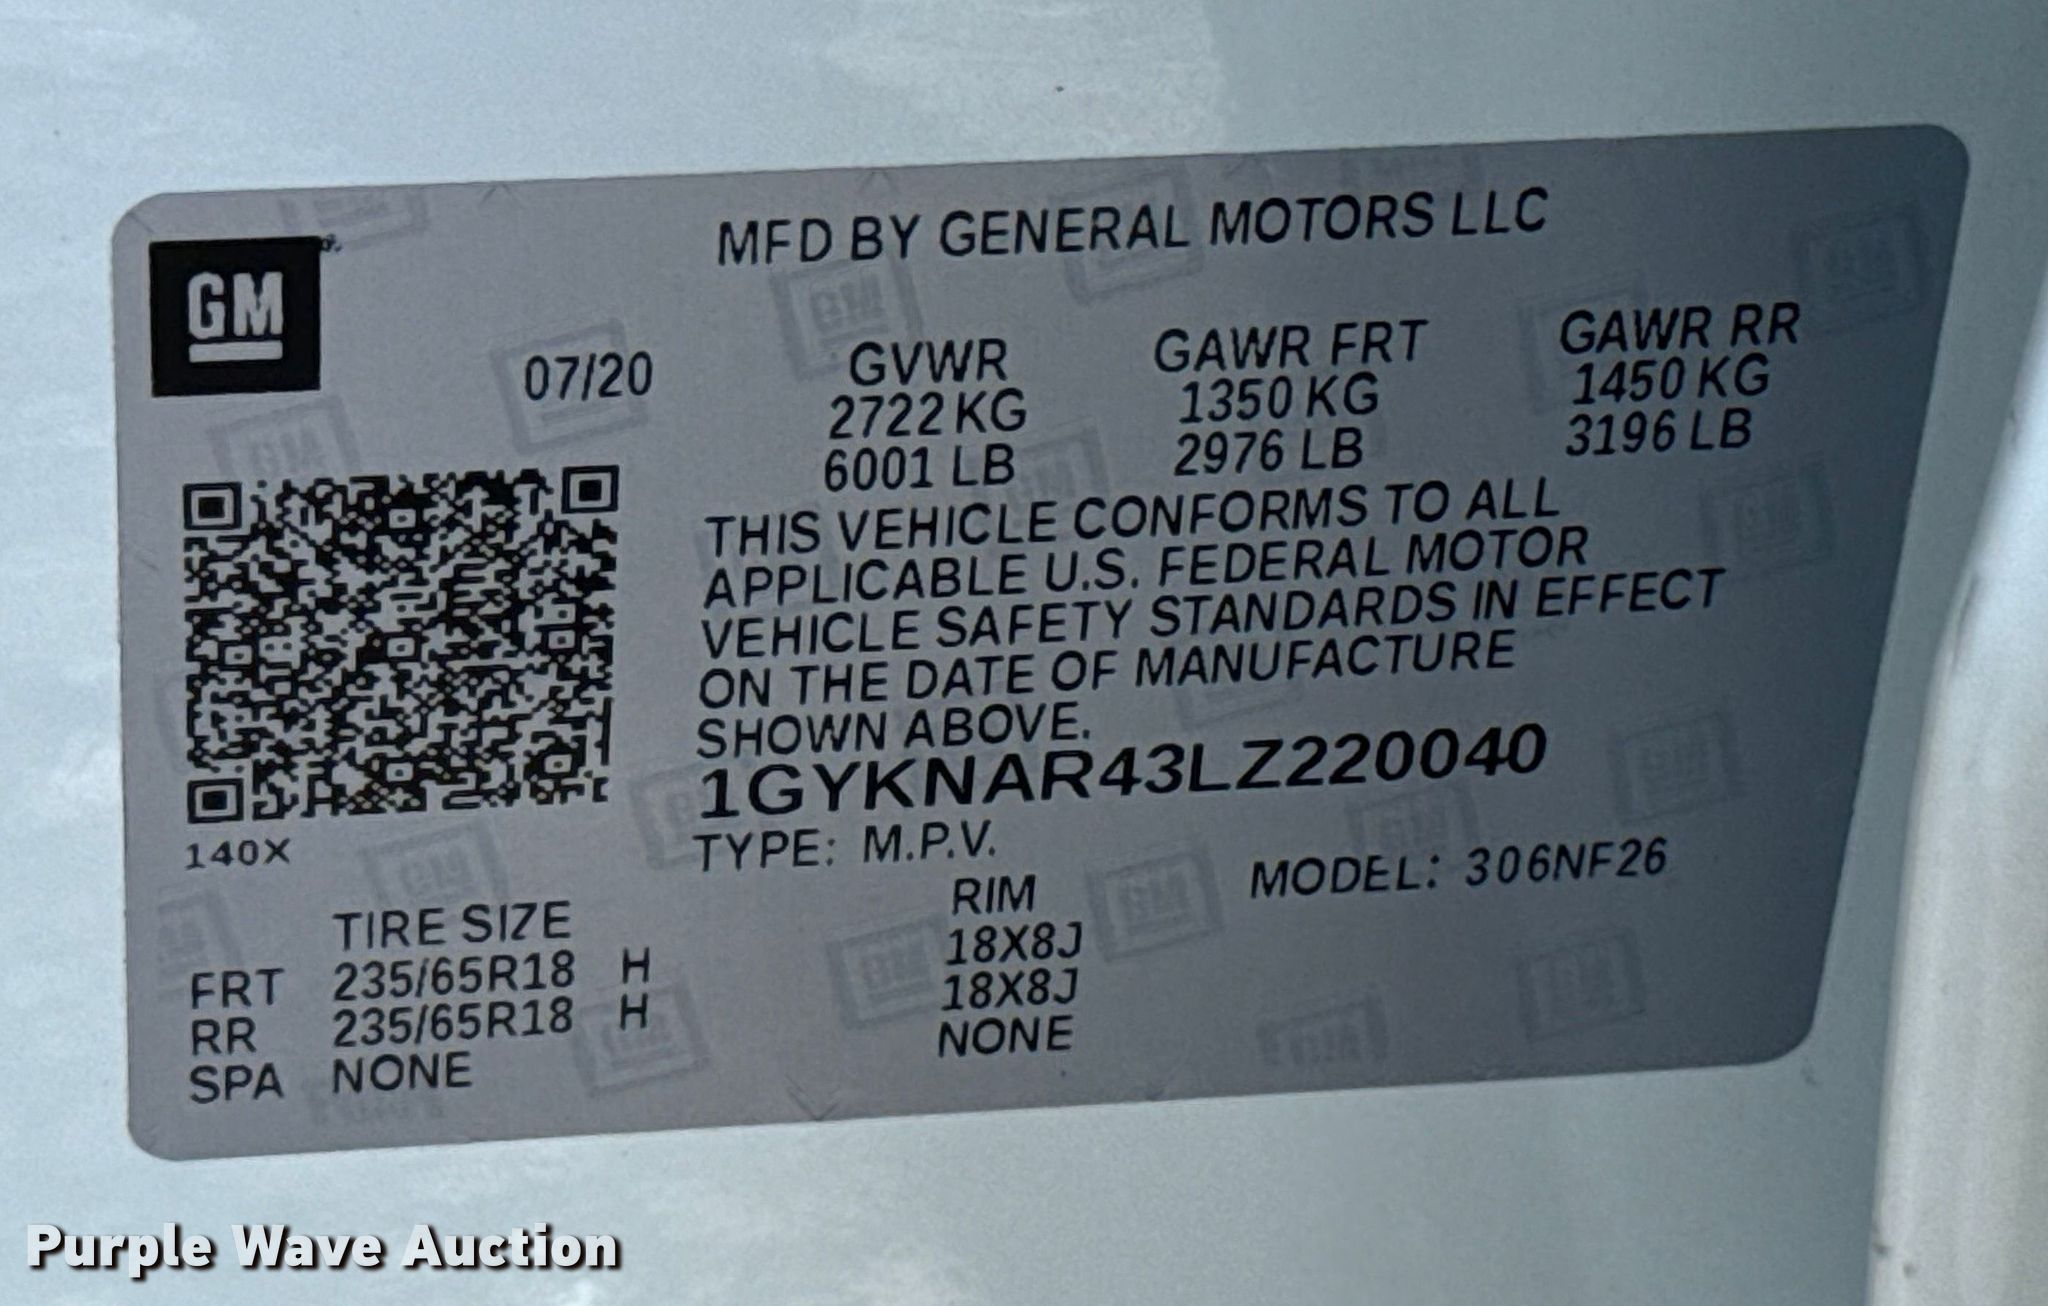 MFD BY GENERAL MOTORS LLC
GM
07/20 GVWR GAWR FRT GAWR RR
2722 KG 1350 KG 1450 KG
6001 LB 2976 LB 3196 LB
THIS VEHICLE CONFORMS TO ALL
APPLICABLE U.S. FEDERAL MOTOR
VEHICLE SAFETY STANDARDS IN EFFECT
ON THE DATE OF MANUFACTURE
SHOWN ABOVE.
1GYKNAR43LZ220040
140X
TYPE: M.P.V. MODEL: 306NF26
TIRE SIZE RIM
FRT 235/65R18 H 18X8J
RR 235/65R18 H 18X8J
SPA NONE NONE
Purple Wave Auction